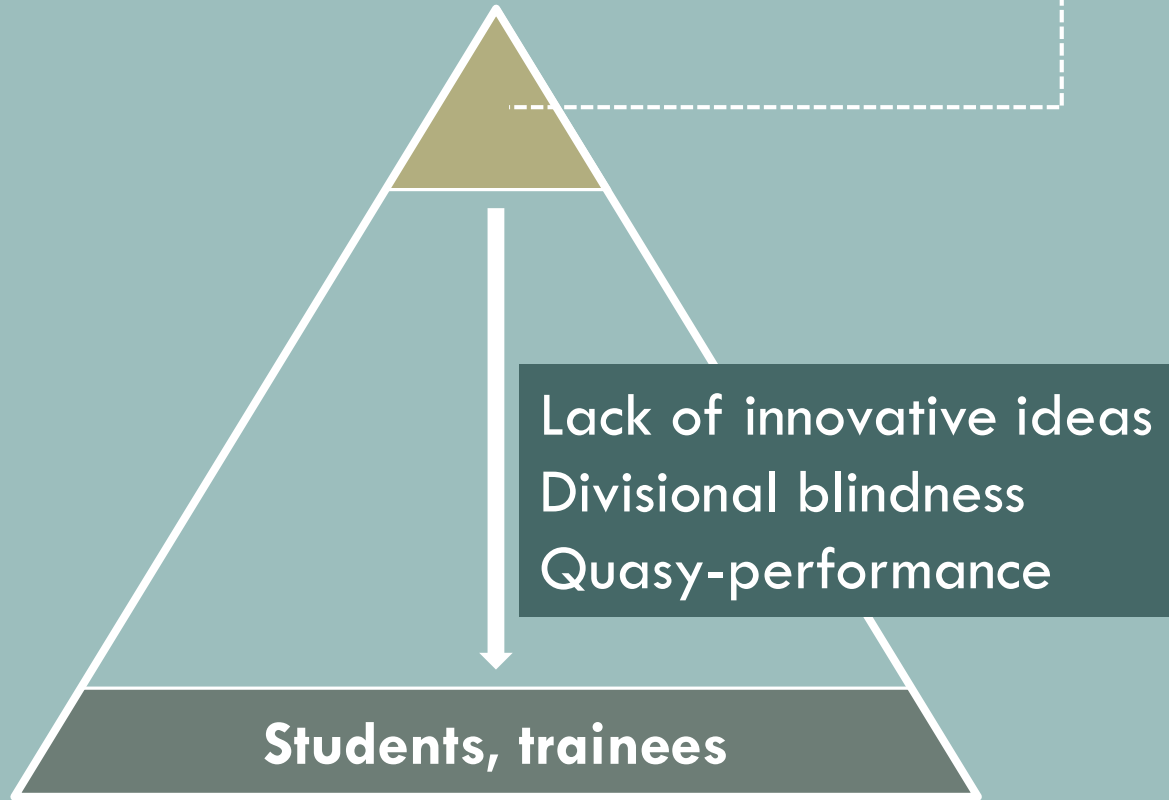 Lack of innovative ideas
Divisional blindness
Quasy-performance
Students, trainees